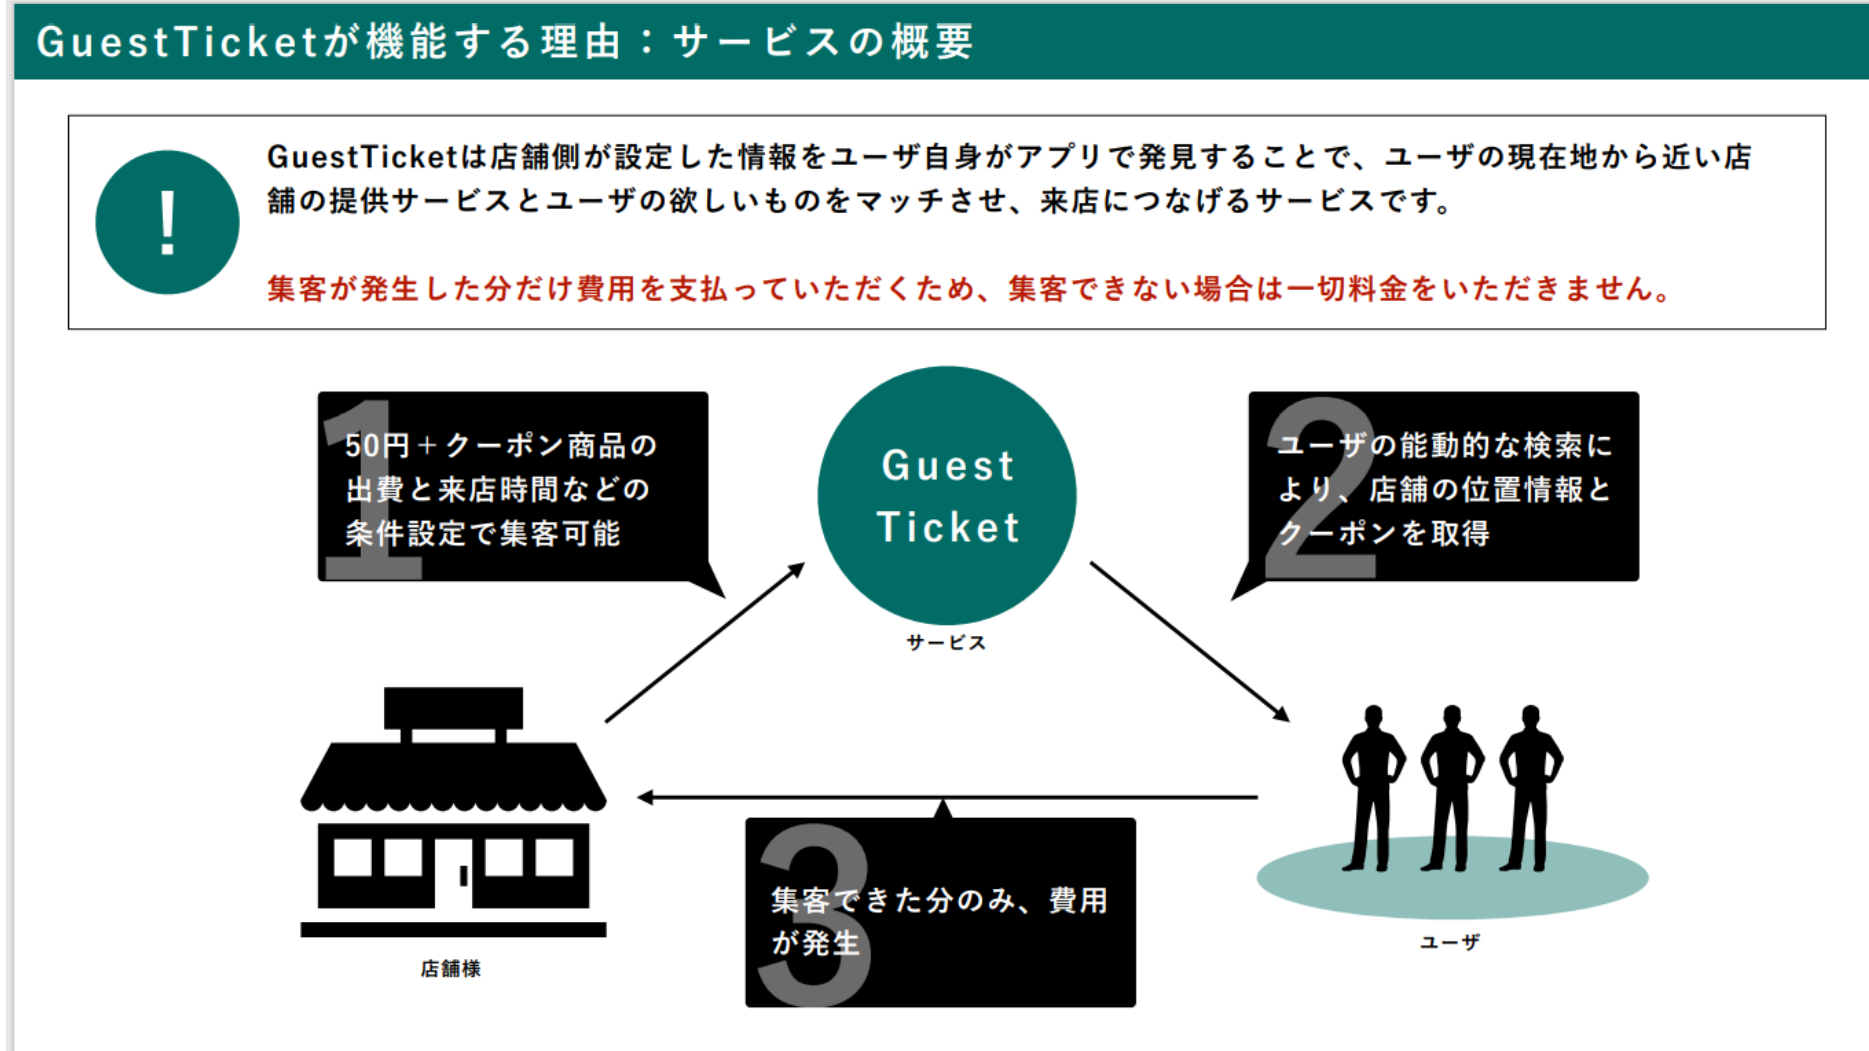 GuestTicketが機能する理由：サービスの概要
!
GuestTicketは店舗側が設定した情報をユーザ自身がアプリで発見することで、ユーザの現在地から近い店
舗の提供サービスとユーザの欲しいものをマッチさせ、来店につなげるサービスです。
集客が発生した分だけ費用を支払っていただくため、集客できない場合は一切料金をいただきません。
1
50円＋クーポン商品の
出費と来店時間などの
条件設定で集客可能
Guest
Ticket
サービス
2
ユーザの能動的な検索に
より、店舗の位置情報と
クーポンを取得
3
集客できた分のみ、費用
が発生
店舗様
ユーザ